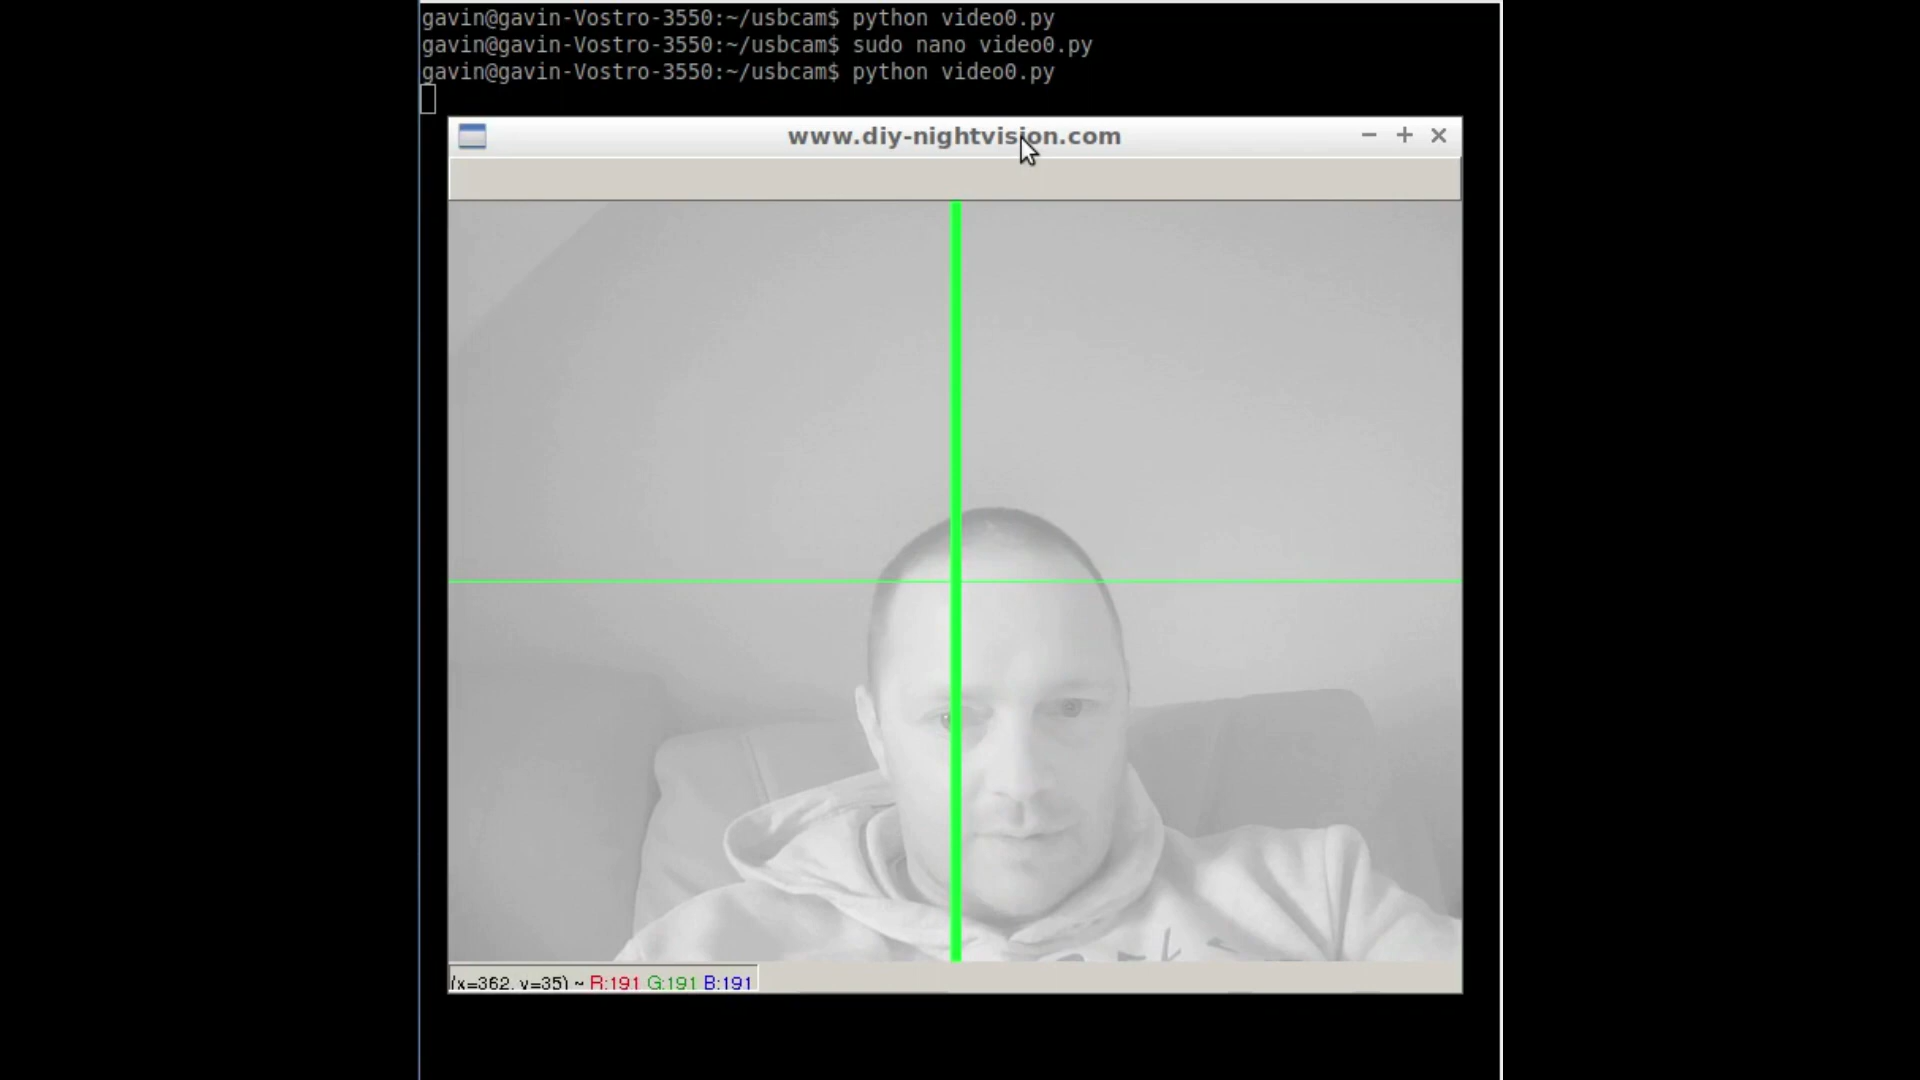 gavin@gavin-Vostro-3550:~/usbcam$ python video0.py
gavin@gavin-Vostro-3550:~/usbcam$ sudo nano video0.py
gavin@gavin-Vostro-3550:~/usbcam$ python video0.py
www.diy-nightvision.com
(x=362, y=35) ~ R:191 G:191 B:191